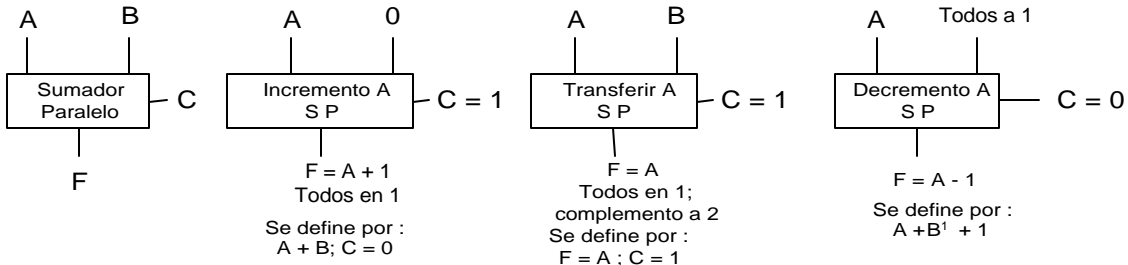 A B
Sumador
Paralelo
C
F
A 0
Incremento A
S P
C = 1
F = A + 1
Todos en 1
Se define por :
A + B; C = 0
A B
Transferir A
S P
C = 1
F = A
Todos en 1;
complemento a 2
Se define por :
F = A ; C = 1
A Todos a 1
Decremento A
S P
C = 0
F = A - 1
Se define por :
A +B¹ + 1